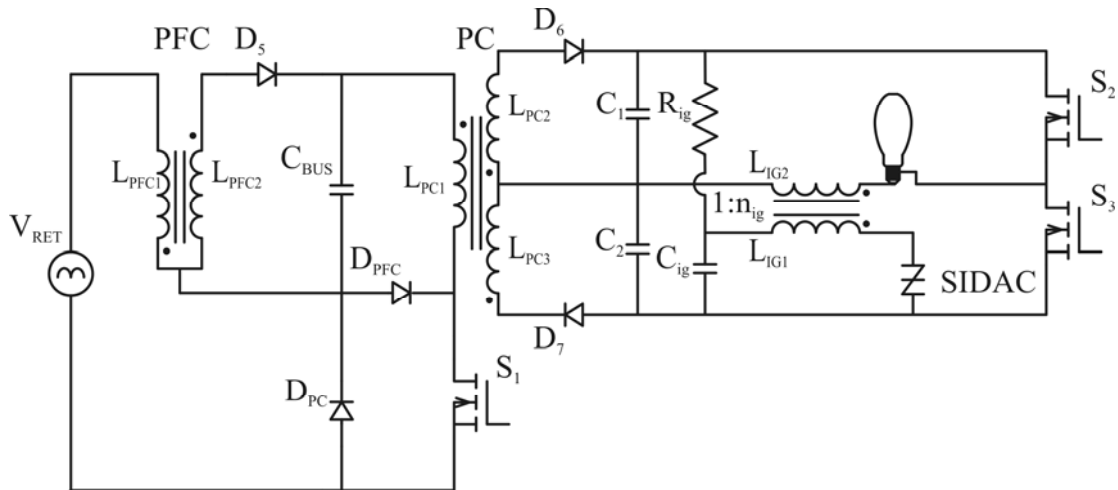 PFC
D5
PC
D6
LPFC1
LPFC2
CBUS
LPC1
LPC2
C1
Rig
S2
LIG2
1:nig
LIG1
S3
VRET
DPFC
LPC3
C2
Cig
SIDAC
D7
DPC
S1